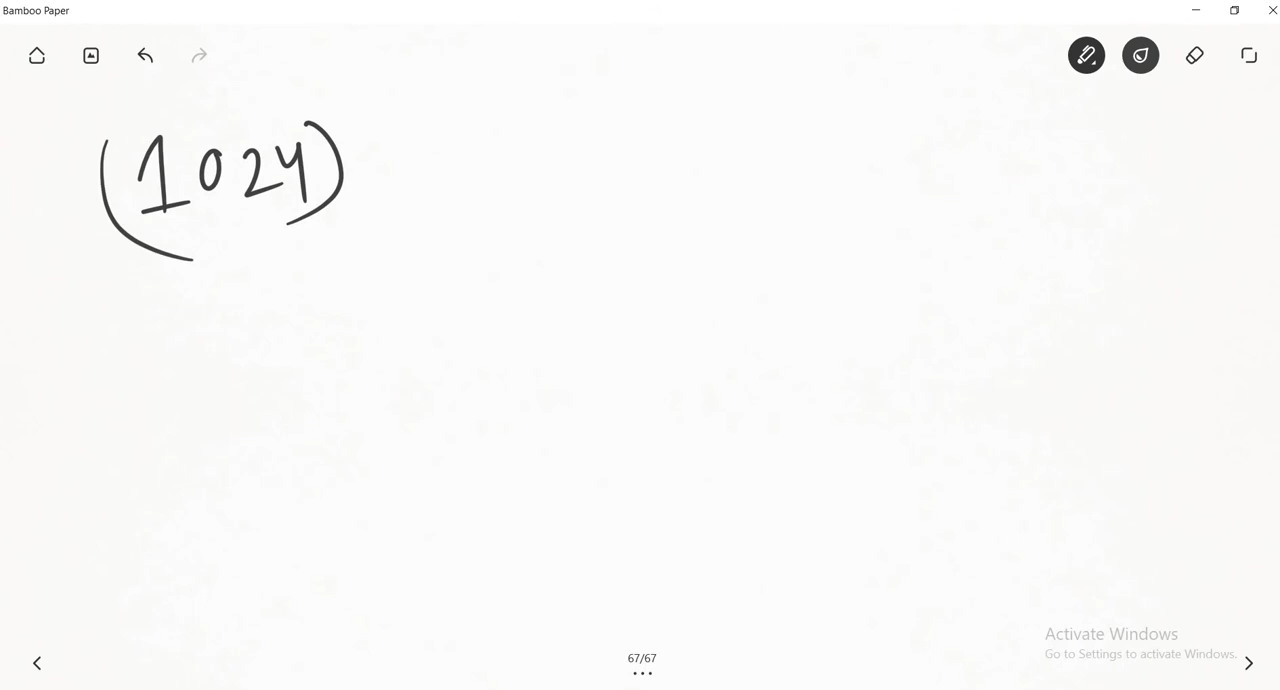 Bamboo Paper
(1024)
67/67
Activate Windows
Go to Settings to activate Windows.